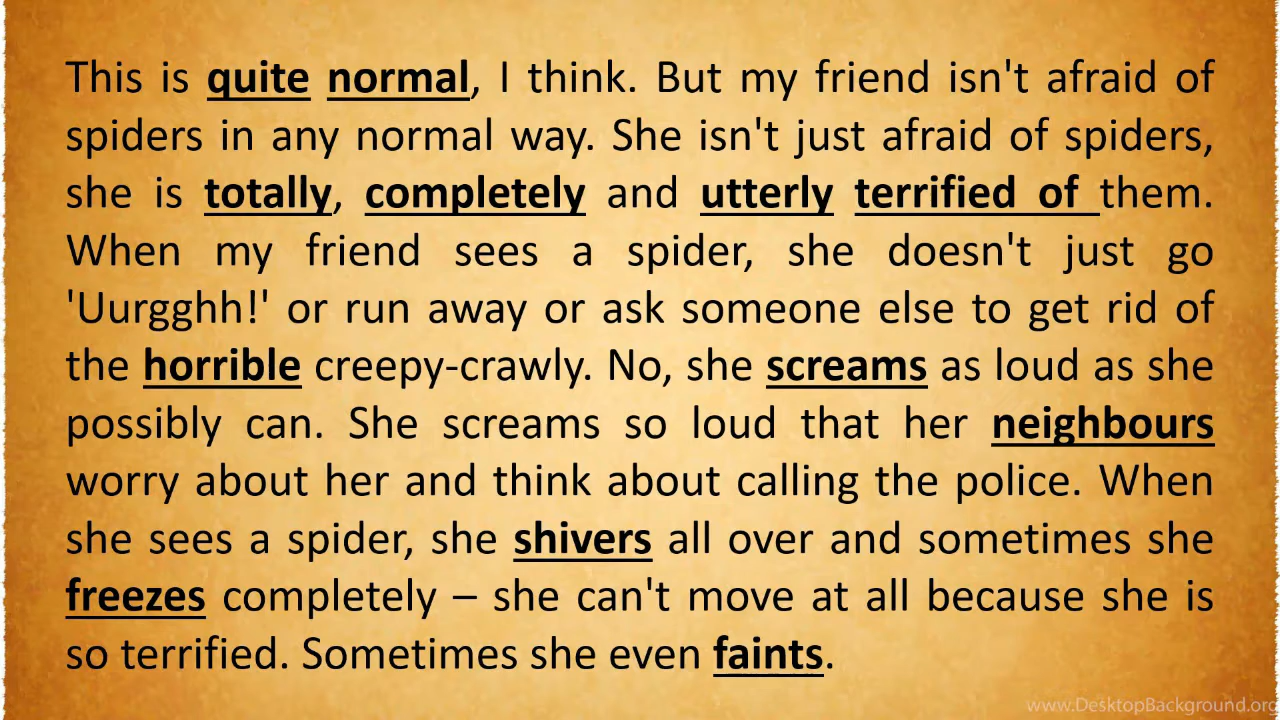 This is quite normal, I think. But my friend isn't afraid of
spiders in any normal way. She isn't just afraid of spiders,
she is totally, completely and utterly terrified of them.
When my friend sees a spider, she doesn't just go
'Uurgghh!' or run away or ask someone else to get rid of
the horrible creepy-crawly. No, she screams as loud as she
possibly can. She screams so loud that her neighbours
worry about her and think about calling the police. When
she sees a spider, she shivers all over and sometimes she
freezes completely – she can't move at all because she is
so terrified. Sometimes she even faints.
www.DesktopBackground.org